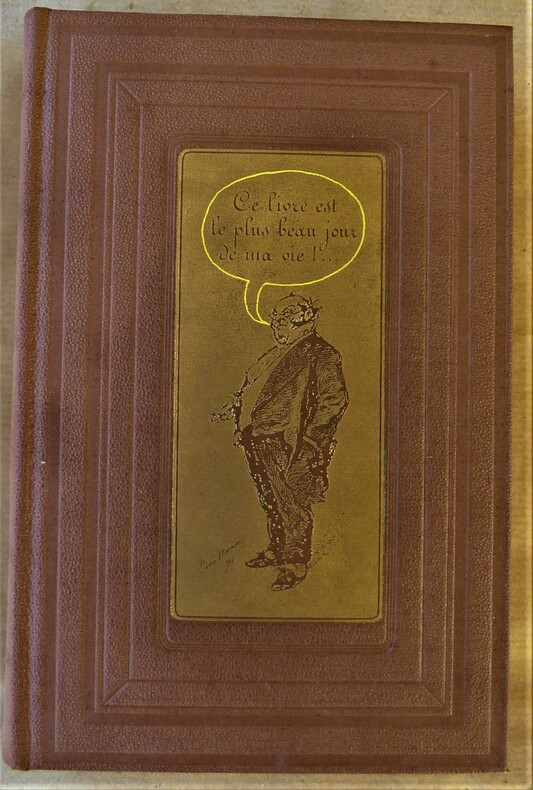 Ce livre est
le plus beau jour
de ma vie !...